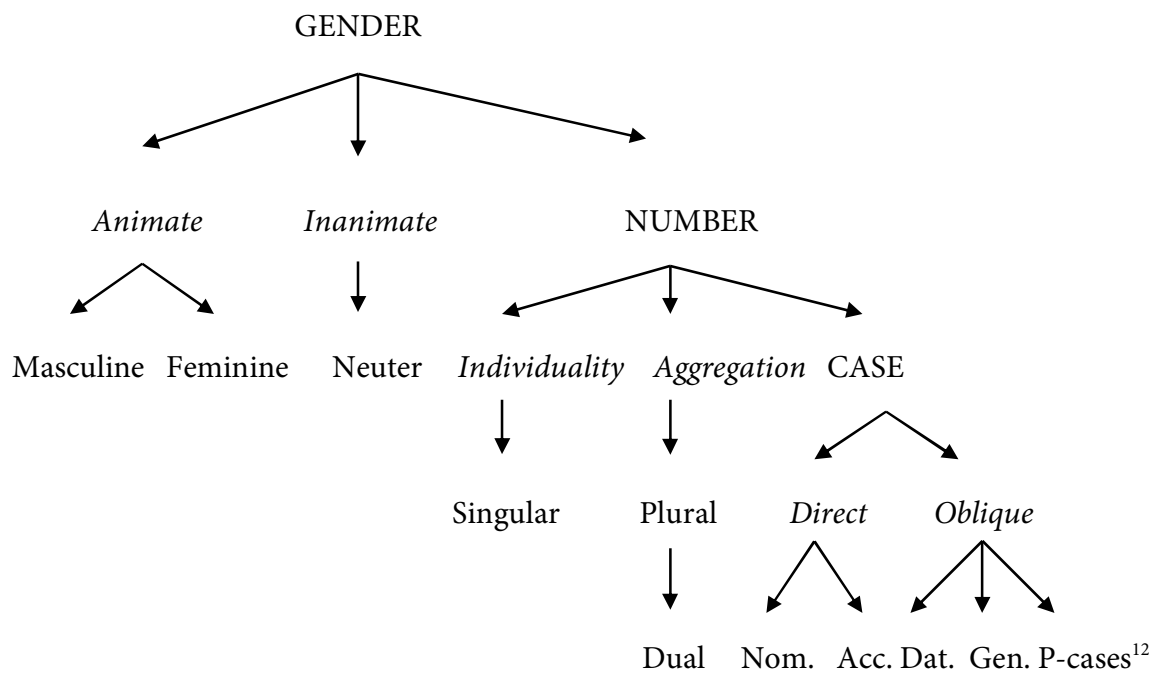 GENDER
Animate Inanimate NUMBER
Masculine Feminine Neuter Individuality Aggregation CASE
Singular Plural Direct Oblique
Dual Nom. Acc. Dat. Gen. P-cases12